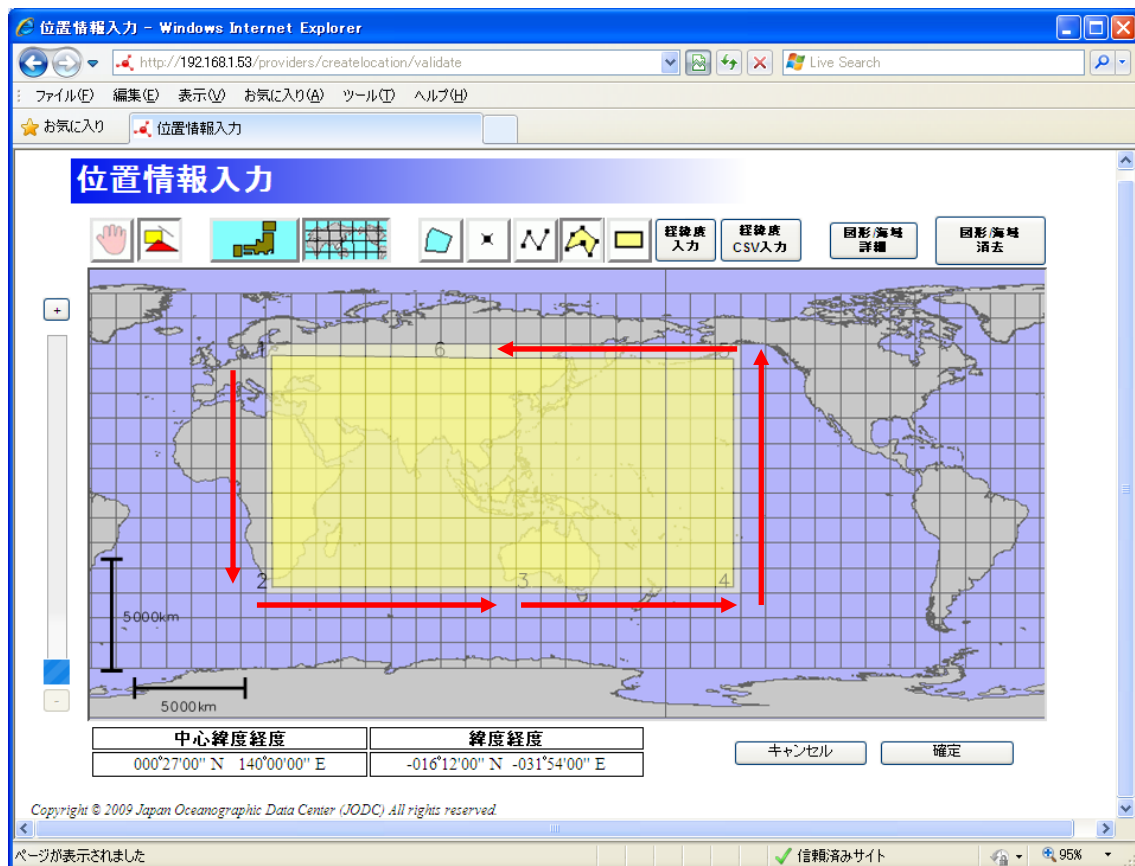 位置情報入力 - Windows Internet Explorer
http://192.168.1.53/providers/createlocation/validate
Live Search
ファイル(F) 編集(E) 表示(V) お気に入り(A) ツール(T) ヘルプ(H)
お気に入り 位置情報入力
位置情報入力
経緯度
入力
経緯度
CSV入力
図形/海域
詳細
図形/海域
消去
+
1 6 5
2 3 4
5000km
-
5000km
中心緯度経度 緯度経度
000°27'00" N 140°00'00" E -016°12'00" N -031°54'00" E
キャンセル 確定
Copyright © 2009 Japan Oceanographic Data Center (JODC) All rights reserved.
ページが表示されました 信頼済みサイト 95%